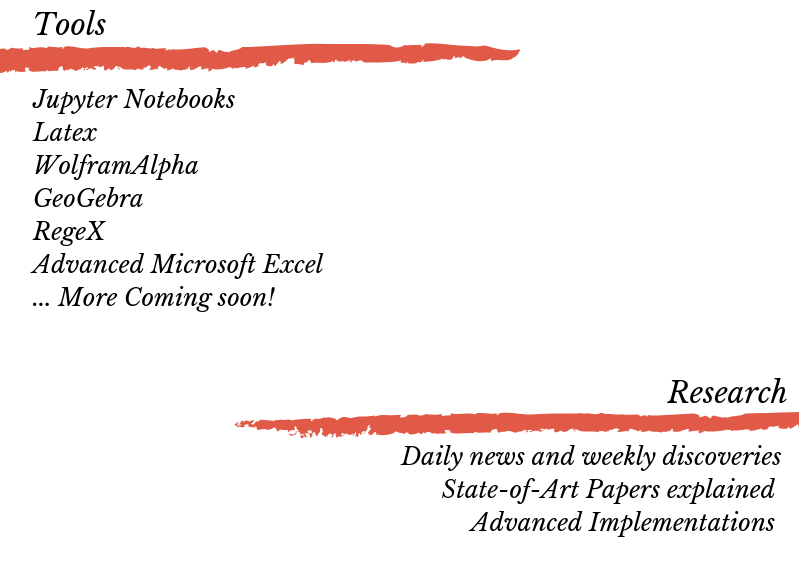 Tools
Jupyter Notebooks
Latex
WolframAlpha
GeoGebra
RegeX
Advanced Microsoft Excel
... More Coming soon!
Research
Daily news and weekly discoveries
State-of-Art Papers explained
Advanced Implementations